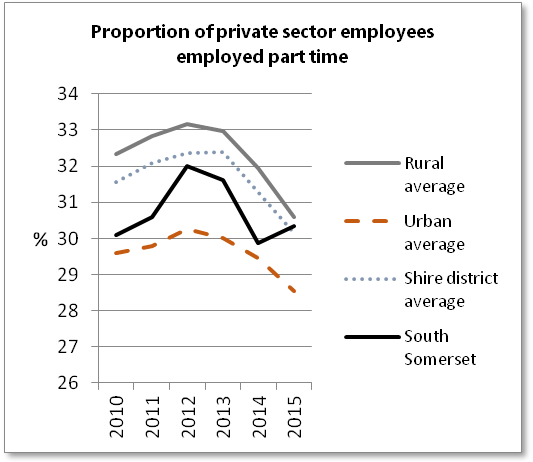 Proportion of private sector employees
employed part time
34
33
32
31
30
29
28
27
26
%
2010
2011
2012
2013
2014
2015
Rural
average
Urban
average
Shire district
average
South
Somerset